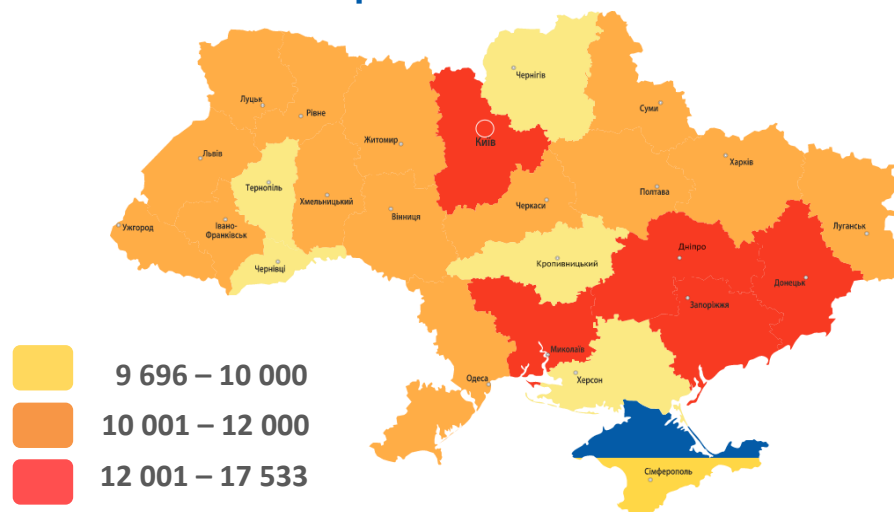 Чернігів
Луцьк
Рівне
Суми
Київ
Житомир
Львів
Харків
Тернопіль
Хмельницький
Полтава
Черкаси
Вінниця
Ужгород
Івано-
Франківськ
Луганськ
Дніпро
Кропивницький
Чернівці
Донецьк
Запоріжжя
Миколаїв
9 696 – 10 000
Одеса
Херсон
10 001 – 12 000
12 001 – 17 533
Сімферополь